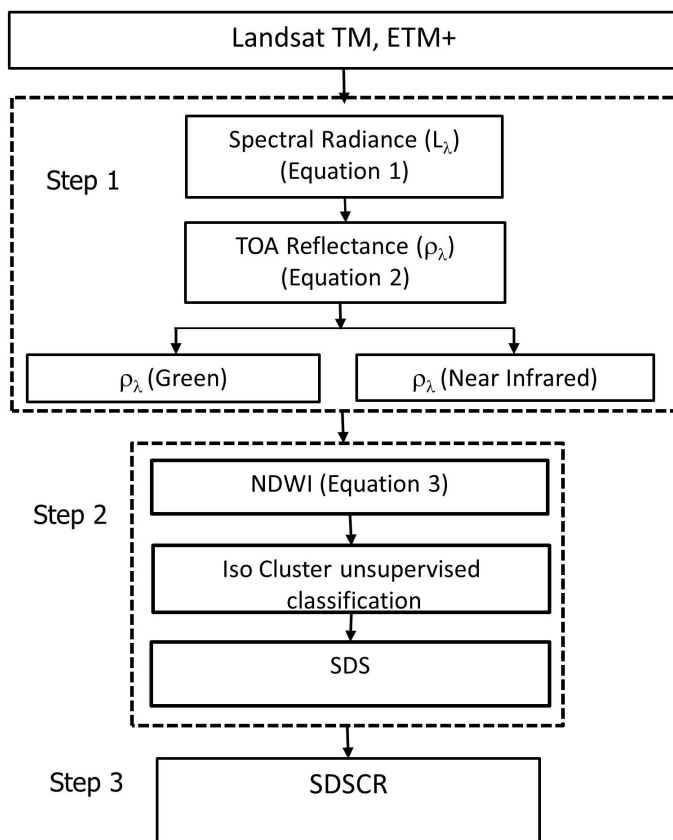 Landsat TM, ETM+
Step 1
Spectral Radiance (Lλ)
(Equation 1)
TOA Reflectance (ρλ)
(Equation 2)
ρλ (Green)
ρλ (Near Infrared)
Step 2
NDWI (Equation 3)
Iso Cluster unsupervised
classification
SDS
Step 3
SDSCR